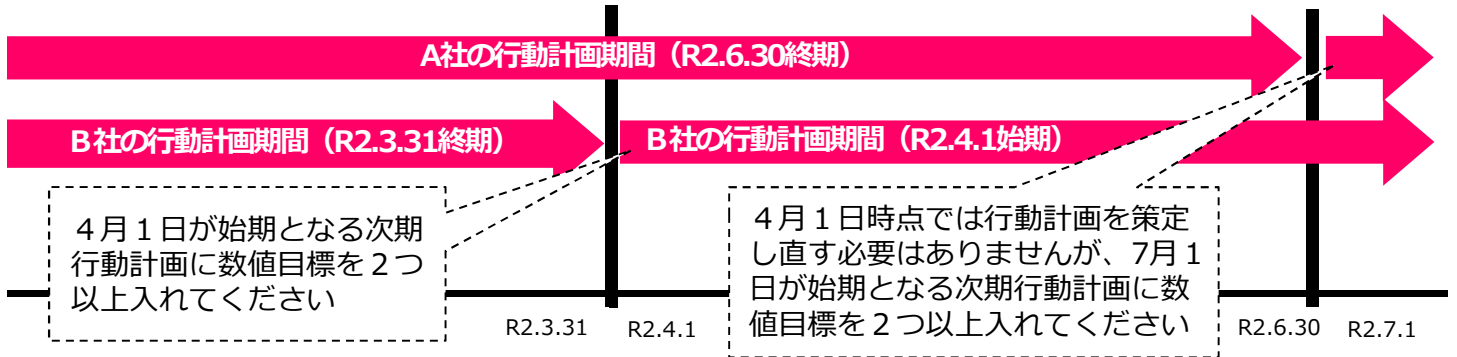 A社の行動計画期間（R2.6.30終期）
B社の行動計画期間（R2.3.31終期）
B社の行動計画期間（R2.4.1始期）
４月１日が始期となる次期
行動計画に数値目標を２つ
以上入れてください
４月１日時点では行動計画を策定
し直す必要はありませんが、7月１
日が始期となる次期行動計画に数
値目標を２つ以上入れてください
R2.3.31
R2.4.1
R2.6.30
R2.7.1